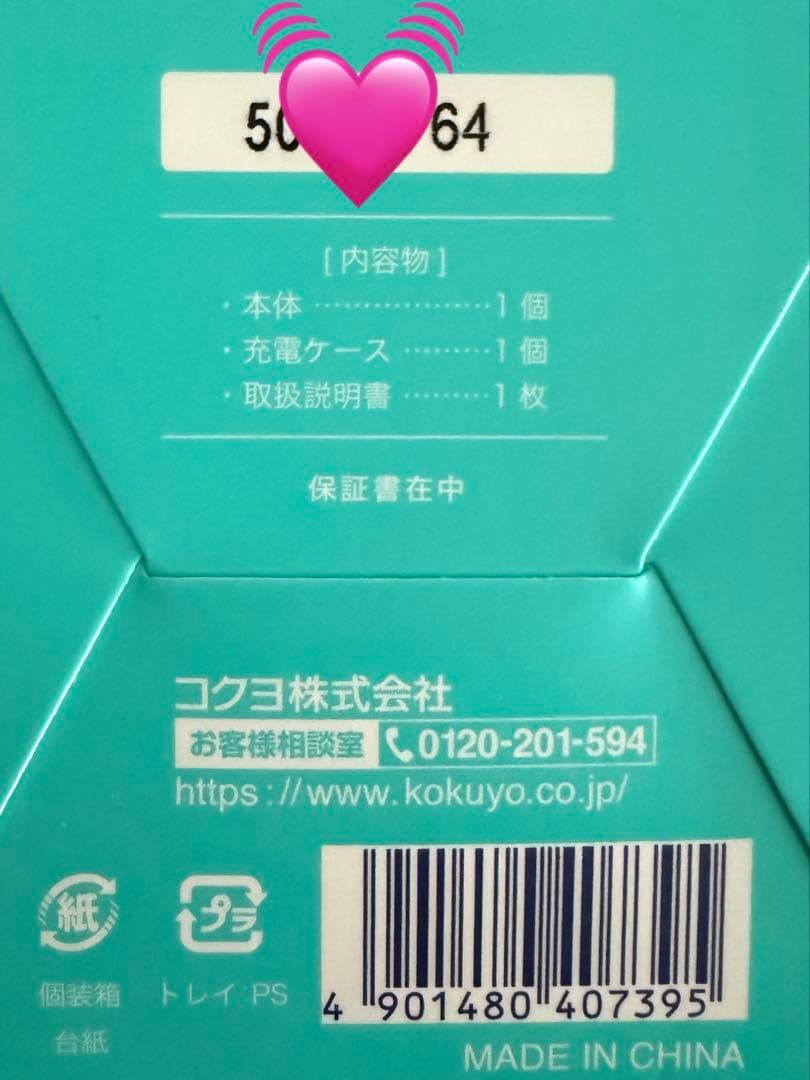 50 64
[内容物]
・本体 ………………1個
・充電ケース ………1個
・取扱説明書 ………1枚
保証書在中
コクヨ株式会社
お客様相談室 0120-201-594
https://www.kokuyo.co.jp/
紙
プラ
個装箱
台紙
トレイ:PS
4 901480 407395
MADE IN CHINA